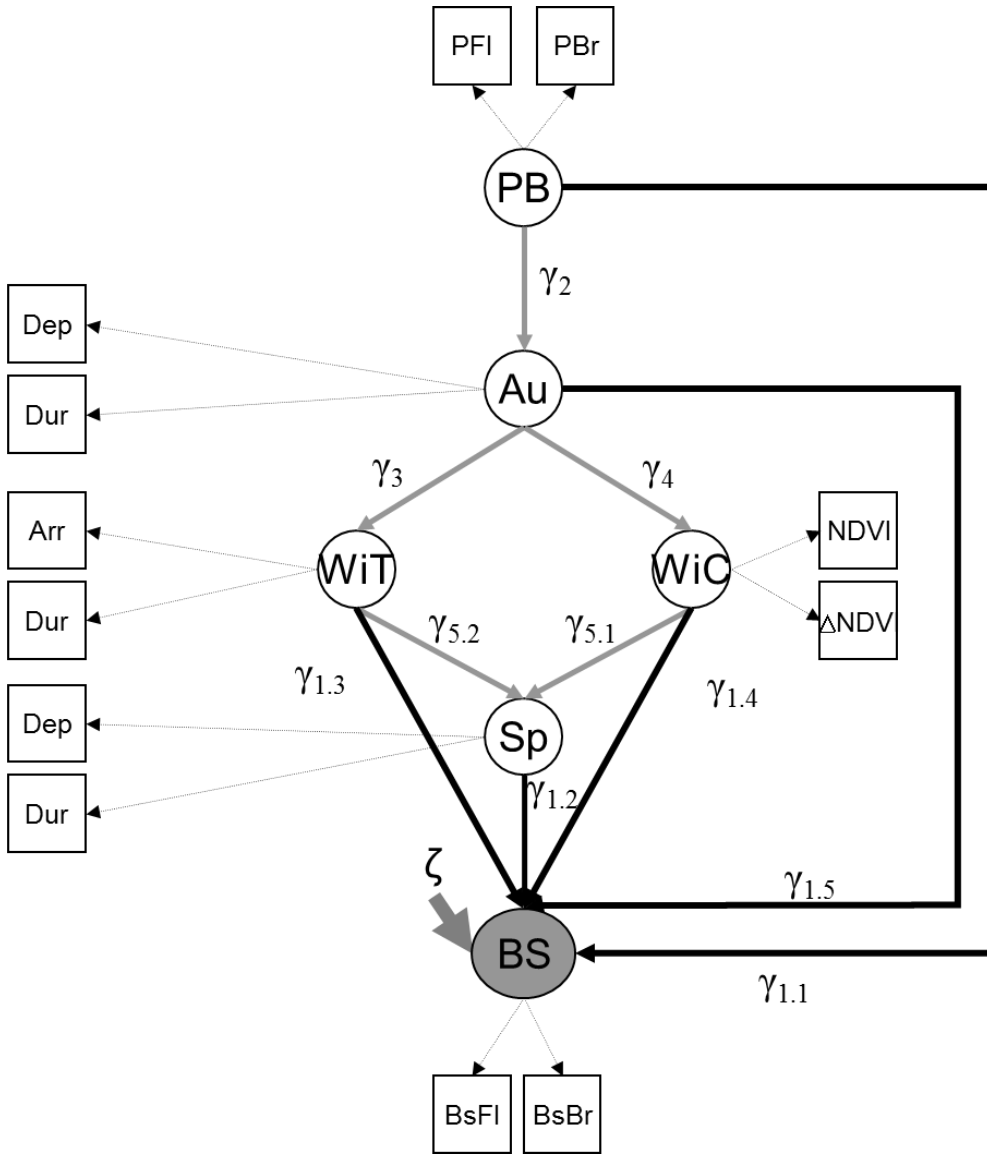 PFl PBr
PB
γ2
Dep
Au
Dur
γ3 γ4
Arr NDVI
WiT WiC
Dur ΔNDV
γ5.2 γ5.1
γ1.3 γ1.4
Dep
Sp
γ1.2
Dur
ζ
γ1.5
BS
γ1.1
BsFl BsBr